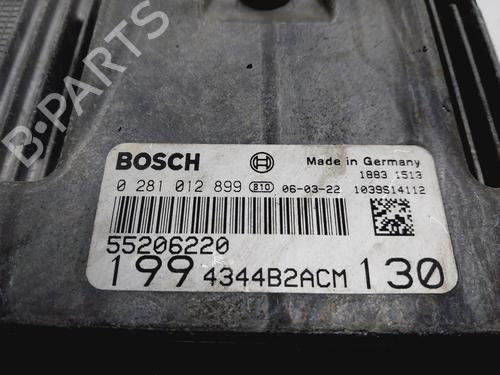 B-PARTS
BOSCH Made in Germany
1883 1513
0 281 012 899 810 06-03-22 1039S14112
55206220
199 4344B2ACM 130